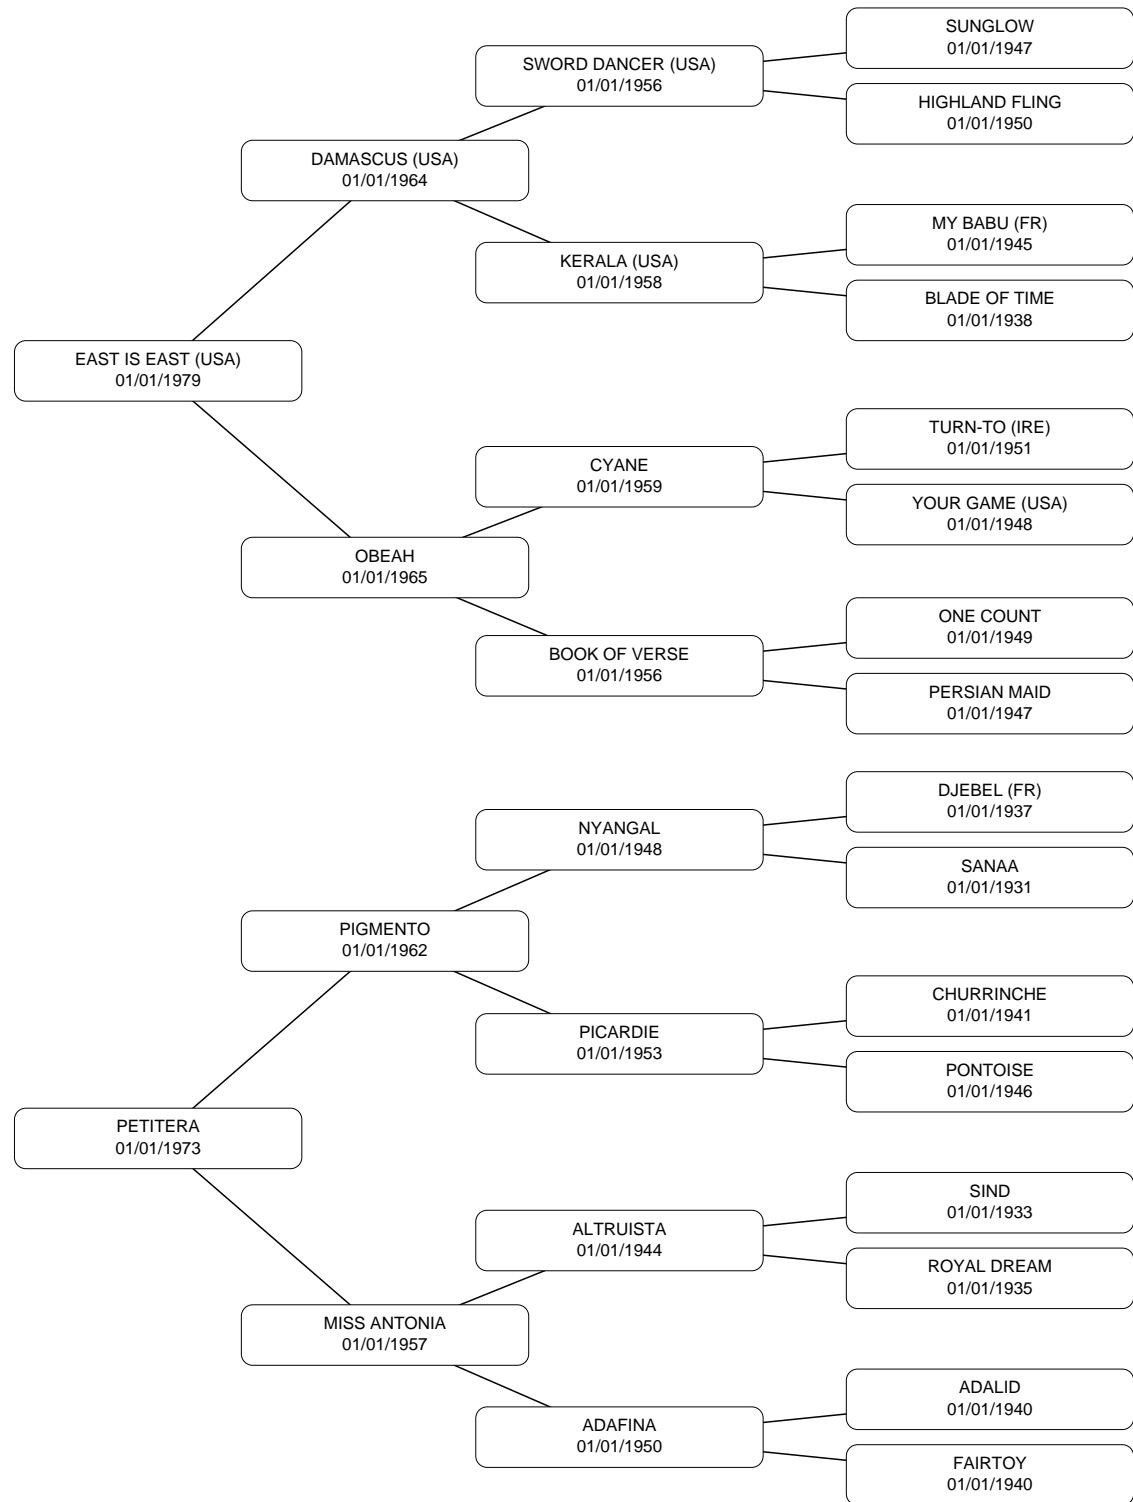 SUNGLOW
01/01/1947
SWORD DANCER (USA)
01/01/1956
HIGHLAND FLING
01/01/1950
DAMASCUS (USA)
01/01/1964
MY BABU (FR)
01/01/1945
KERALA (USA)
01/01/1958
BLADE OF TIME
01/01/1938
EAST IS EAST (USA)
01/01/1979
TURN-TO (IRE)
01/01/1951
CYANE
01/01/1959
YOUR GAME (USA)
01/01/1948
OBEAH
01/01/1965
ONE COUNT
01/01/1949
BOOK OF VERSE
01/01/1956
PERSIAN MAID
01/01/1947
DJEBEL (FR)
01/01/1937
NYANGAL
01/01/1948
SANAA
01/01/1931
PIGMENTO
01/01/1962
CHURRINCHE
01/01/1941
PICARDIE
01/01/1953
PONTOISE
01/01/1946
PETITERA
01/01/1973
SIND
01/01/1933
ALTRUISTA
01/01/1944
ROYAL DREAM
01/01/1935
MISS ANTONIA
01/01/1957
ADALID
01/01/1940
ADAFINA
01/01/1950
FAIRTOY
01/01/1940